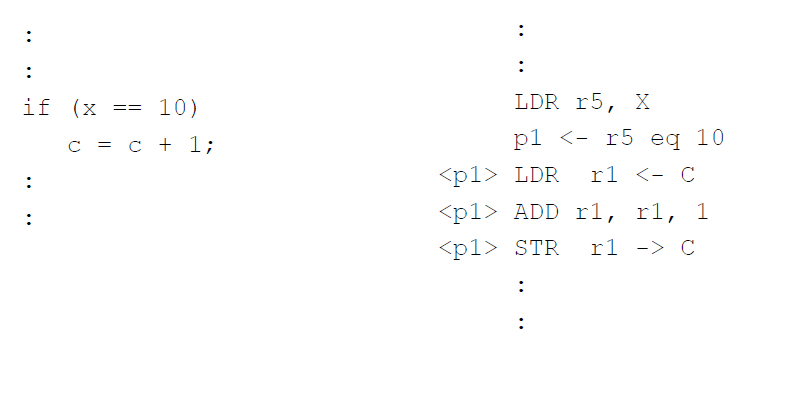 :
:
if (x == 10)
   c = c + 1;
:
:
     :
     :
     LDR r5, X
     p1 <- r5 eq 10
<p1> LDR  r1 <- C
<p1> ADD r1, r1, 1
<p1> STR  r1 -> C
     :
     :